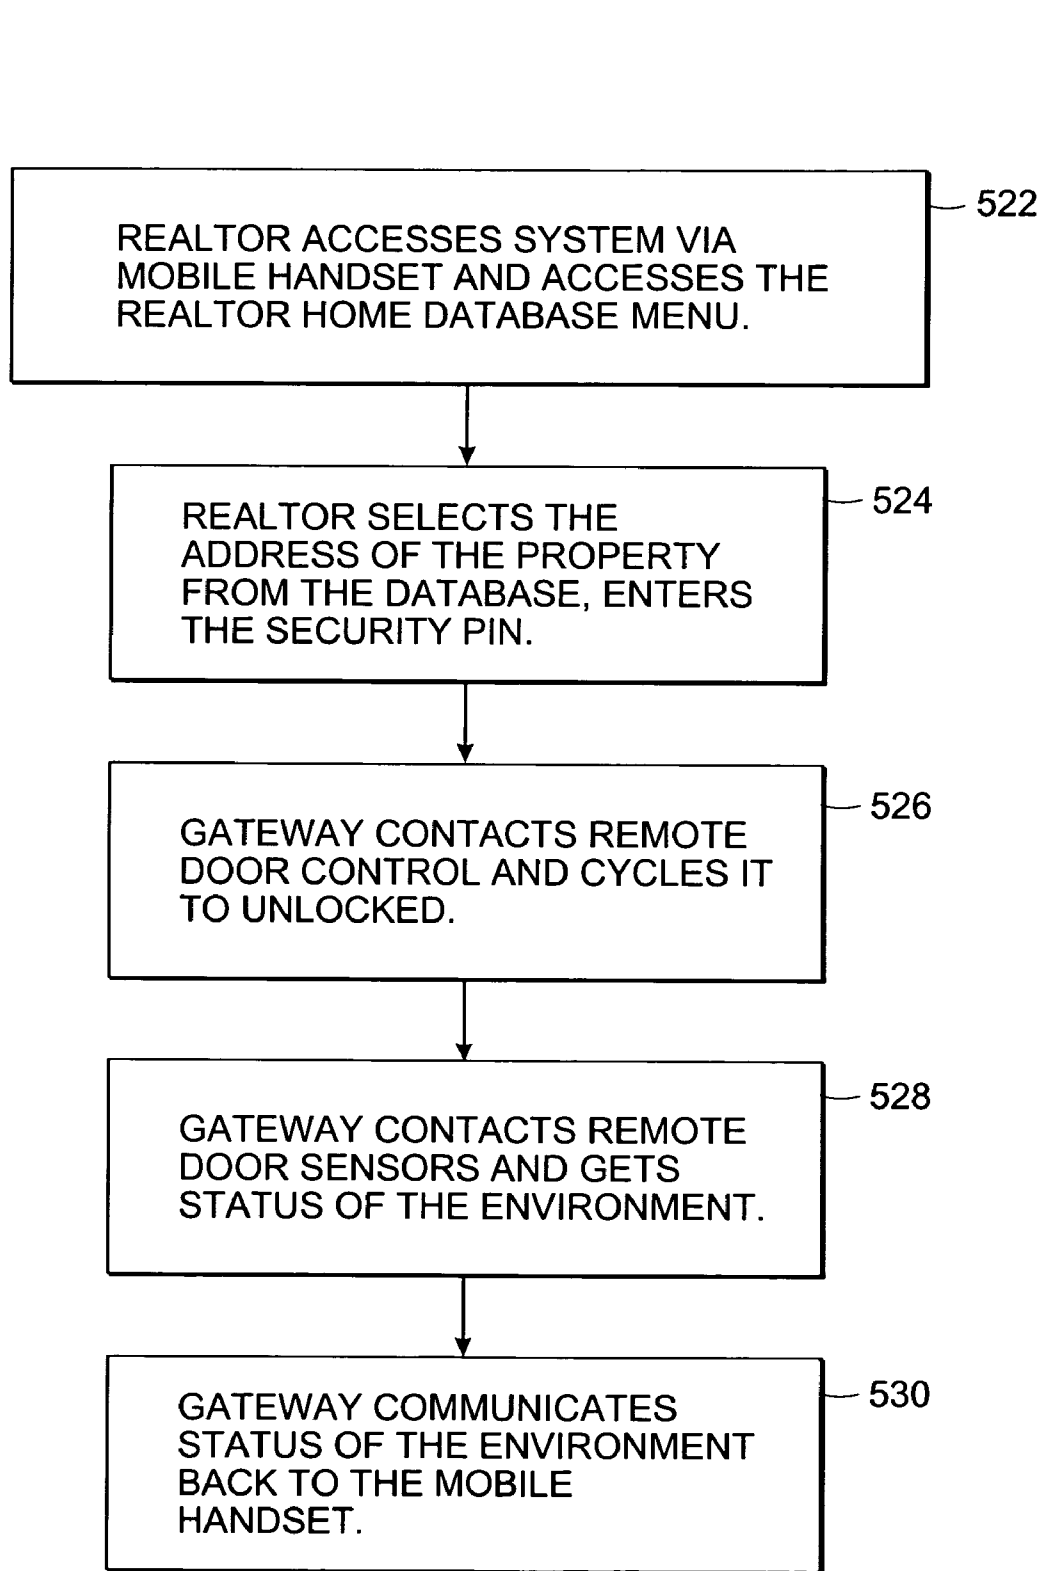 522
REALTOR ACCESSES SYSTEM VIA
MOBILE HANDSET AND ACCESSES THE
REALTOR HOME DATABASE MENU.
524
REALTOR SELECTS THE
ADDRESS OF THE PROPERTY
FROM THE DATABASE, ENTERS
THE SECURITY PIN.
526
GATEWAY CONTACTS REMOTE
DOOR CONTROL AND CYCLES IT
TO UNLOCKED.
528
GATEWAY CONTACTS REMOTE
DOOR SENSORS AND GETS
STATUS OF THE ENVIRONMENT.
530
GATEWAY COMMUNICATES
STATUS OF THE ENVIRONMENT
BACK TO THE MOBILE
HANDSET.